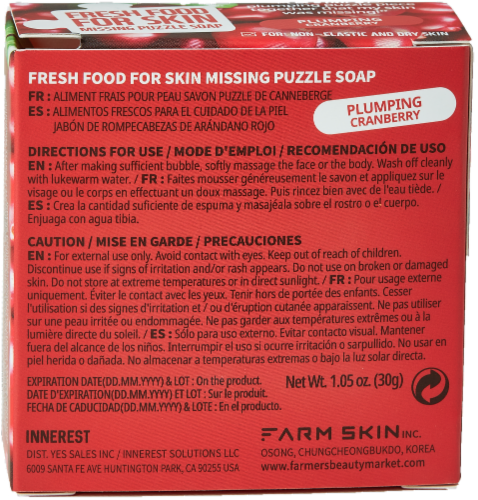 FRESH FOOD
FOR SKIN
MISSING PUZZLE SOAP
PLUMPING
CRANBERRY
FOR NON-ELASTIC AND DRY SKIN
FRESH FOOD FOR SKIN MISSING PUZZLE SOAP
FR : ALIMENT FRAIS POUR PEAU SAVON PUZZLE DE CANNEBERGE
ES : ALIMENTOS FRESCOS PARA EL CUIDADO DE LA PIEL
JABÓN DE ROMPECABEZAS DE ARÁNDANO ROJO
PLUMPING
CRANBERRY
DIRECTIONS FOR USE / MODE D'EMPLOI / RECOMENDACIÓN DE USO
EN : After making sufficient bubble, softly massage the face or the body. Wash off cleanly
with lukewarm water. / FR : Faites mousser généreusement le savon et appliquez sur le
visage ou le corps en effectuant un doux massage. Puis rincez bien avec de l'eau tiède. /
ES : Crea la cantidad suficiente de espuma y masajéala sobre el rostro o el cuerpo.
Enjuaga con agua tibia.
CAUTION / MISE EN GARDE / PRECAUCIONES
EN : For external use only. Avoid contact with eyes. Keep out of reach of children.
Discontinue use if signs of irritation and/or rash appears. Do not use on broken or damaged
skin. Do not store at extreme temperatures or in direct sunlight. / FR : Pour usage externe
uniquement. Éviter le contact avec les yeux. Tenir hors de portée des enfants. Cesser
l'utilisation si des signes d'irritation et / ou d'éruption cutanée apparaissent. Ne pas utiliser
sur une peau irritée ou endommagée. Ne pas garder aux températures extrêmes ou à la
lumière directe du soleil. / ES : Sólo para uso externo. Evitar contacto visual. Mantener
fuera del alcance de los niños. Interrumpir el uso si ocurre irritación o sarpullido. No usar en
piel herida o dañada. No almacenar a temperaturas extremas o bajo la luz solar directa.
EXPIRATION DATE(DD.MM.YYYY) & LOT : On the product.
DATE D'EXPIRATION(DD.MM.YYYY) ET LOT : Sur le produit.
FECHA DE CADUCIDAD(DD.MM.YYYY) & LOTE : En el producto.
Net Wt. 1.05 oz. (30g)
INNEREST
DIST. YES SALES INC / INNEREST SOLUTIONS LLC
6009 SANTA FE AVE HUNTINGTON PARK, CA 90255 USA
FARM SKIN INC.
OSONG, CHUNGCHEONGBUKDO, KOREA
www.farmersbeautymarket.com